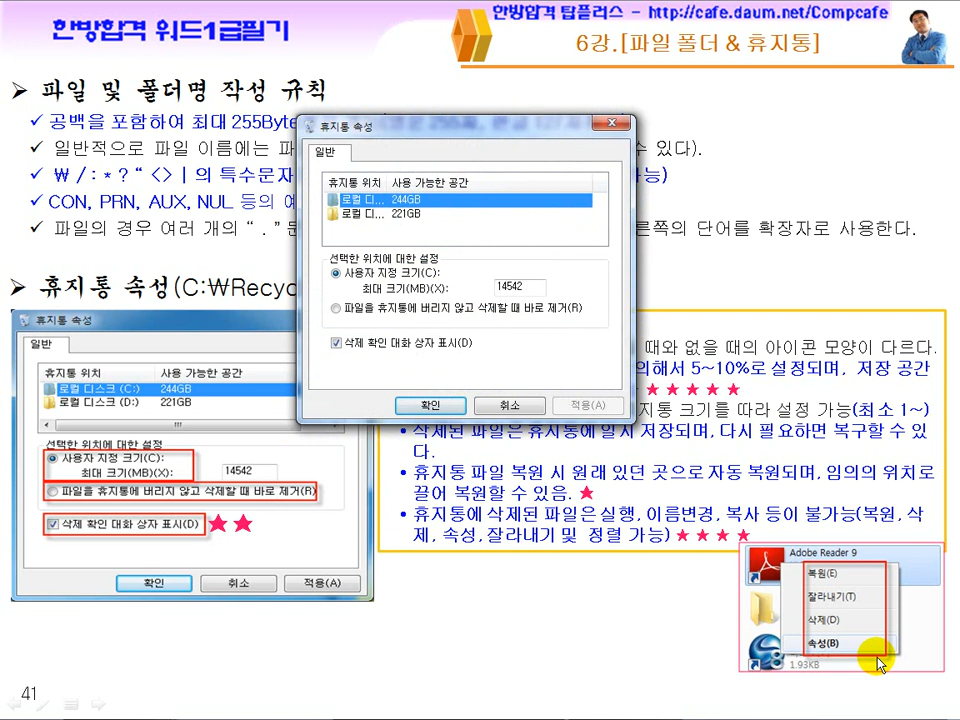 한방합격 워드1급필기
한방합격 탑플러스 - http://cafe.daum.net/Compcafe
6강.[파일 폴더 & 휴지통]
➢ 파일 및 폴더명 작성 규칙
✓ 공백을 포함하여 최대 255Byte
✓ 일반적으로 파일 이름에는 파 수 있다).
✓ ₩ / : * ? “ <> | 의 특수문자 능)
✓ CON, PRN, AUX, NUL 등의 예
✓ 파일의 경우 여러 개의 “ . ” 른쪽의 단어를 확장자로 사용한다.
➢ 휴지통 속성(C:₩Recyc
휴지통 속성
일반
휴지통 위치 사용 가능한 공간
로컬 디... 244GB
로컬 디... 221GB
선택한 위치에 대한 설정
사용자 지정 크기(C):
최대 크기(MB)(X): 14542
파일을 휴지통에 버리지 않고 삭제할 때 바로 제거(R)
삭제 확인 대화 상자 표시(D)
확인 취소 적용(A)
휴지통 속성
일반
휴지통 위치 사용 가능한 공간
로컬 디스크 (C:) 244GB
로컬 디스크 (D:) 221GB
선택한 위치에 대한 설정
사용자 지정 크기(C):
최대 크기(MB)(X): 14542
파일을 휴지통에 버리지 않고 삭제할 때 바로 제거(R)
삭제 확인 대화 상자 표시(D) ★★
확인 취소 적용(A)
때와 없을 때의 아이콘 모양이 다르다.
의해서 5~10%로 설정되며, 저장 공간
★ ★ ★ ★ ★
지통 크기를 따라 설정 가능(최소 1~)
• 삭제된 파일은 휴지통에 일시 저장되며, 다시 필요하면 복구할 수 있
다.
• 휴지통 파일 복원 시 원래 있던 곳으로 자동 복원되며, 임의의 위치로
끌어 복원할 수 있음. ★
• 휴지통에 삭제된 파일은 실행, 이름변경, 복사 등이 불가능(복원, 삭
제, 속성, 잘라내기 및 정렬 가능) ★ ★ ★ ★
Adobe Reader 9
복원(E)
잘라내기(T)
삭제(D)
속성(B)
1.93KB
41